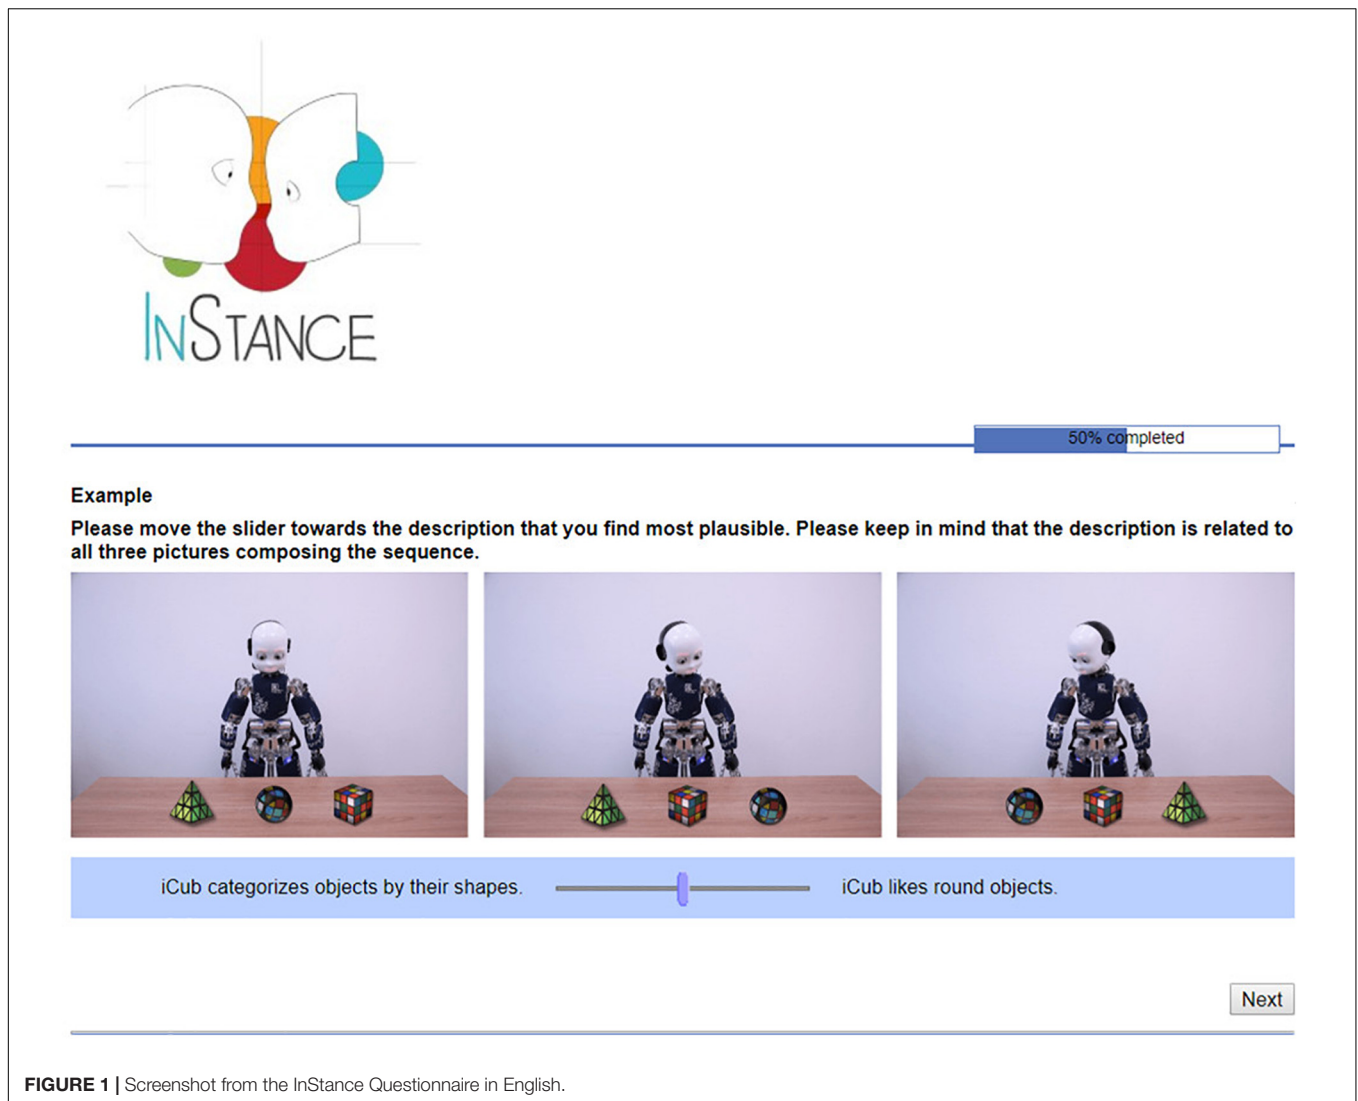 INSTANCE
50% completed
Example
Please move the slider towards the description that you find most plausible. Please keep in mind that the description is related to
all three pictures composing the sequence.
iCub categorizes objects by their shapes.
iCub likes round objects.
Next
FIGURE 1 | Screenshot from the InStance Questionnaire in English.